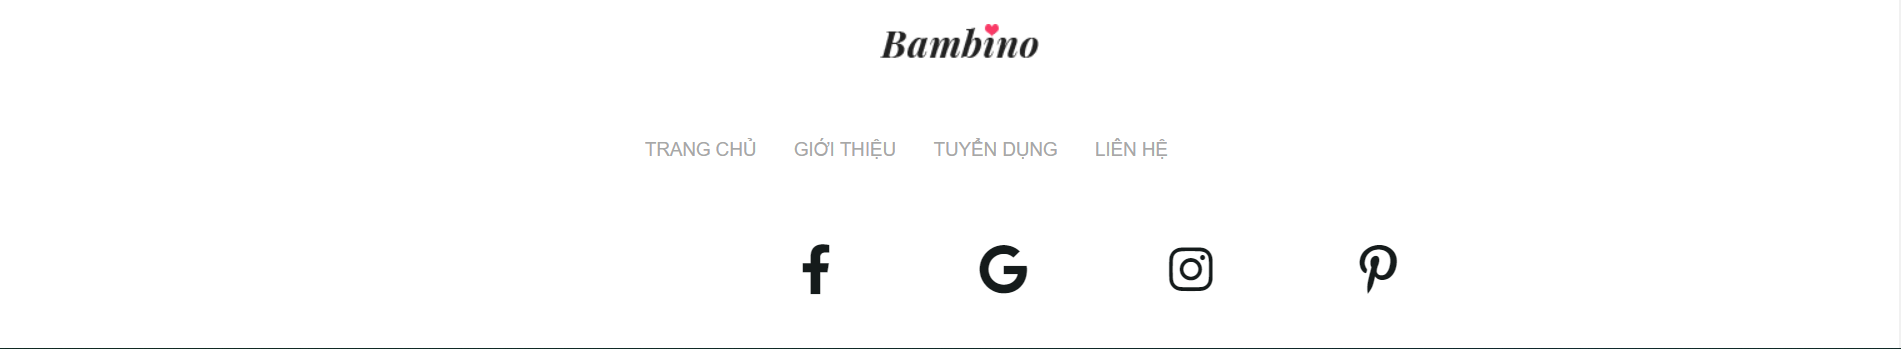 Bambino
TRANG CHỦ GIỚI THIỆU TUYỂN DỤNG LIÊN HỆ